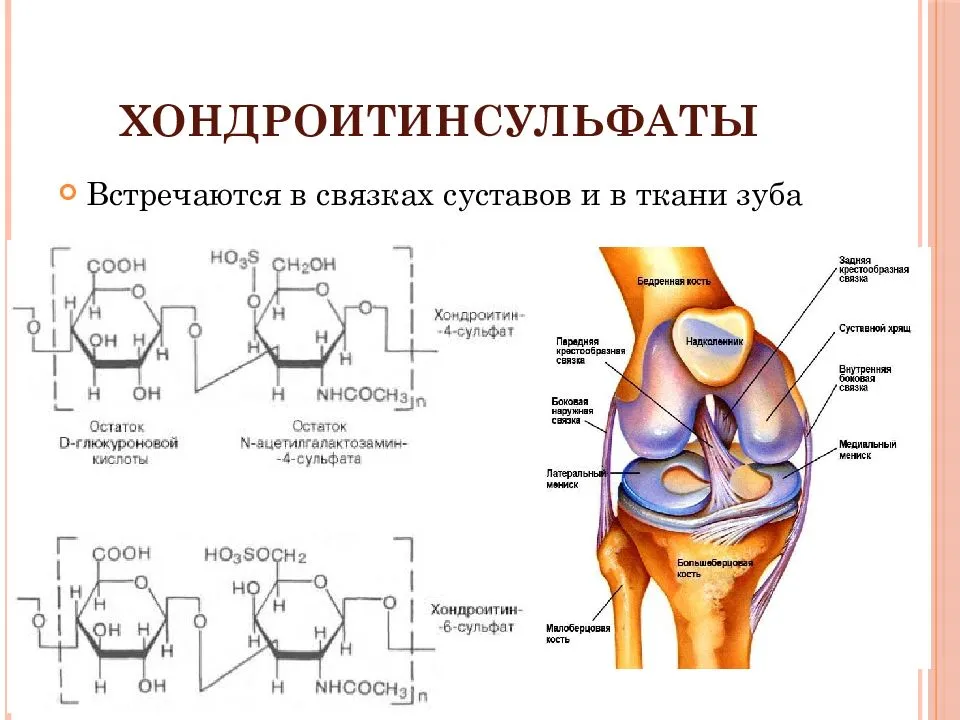 ХОНДРОИТИНСУЛЬФАТЫ
Встречаются в связках суставов и в ткани зуба
COOH
HO₃S
CH₂OH
H
O
O
H
H
O
O
O
H
OH
H
H
H
H
O
O
H
H
H
OH
H
NHCOCH₃
n
Хондроитин-
-4-сульфат
Остаток
D-глюкуроновой
кислоты
Остаток
N-ацетилгалактозамин-
-4-сульфата
COOH
HO₃SOCH₂
H
O
HO
O
H
H
O
O
OH
H
H
H
H
O
H
O
H
OH
H
NHCOCH₃
n
Хондроитин-
-6-сульфат
Бедренная кость
Задняя
крестообразная
связка
Надколенник
Передняя
крестообразная
связка
Суставной хрящ
Внутренняя
боковая
связка
Боковая
наружная
связка
Медиальный
мениск
Латеральный
мениск
Большеберцовая
кость
Малоберцовая
кость